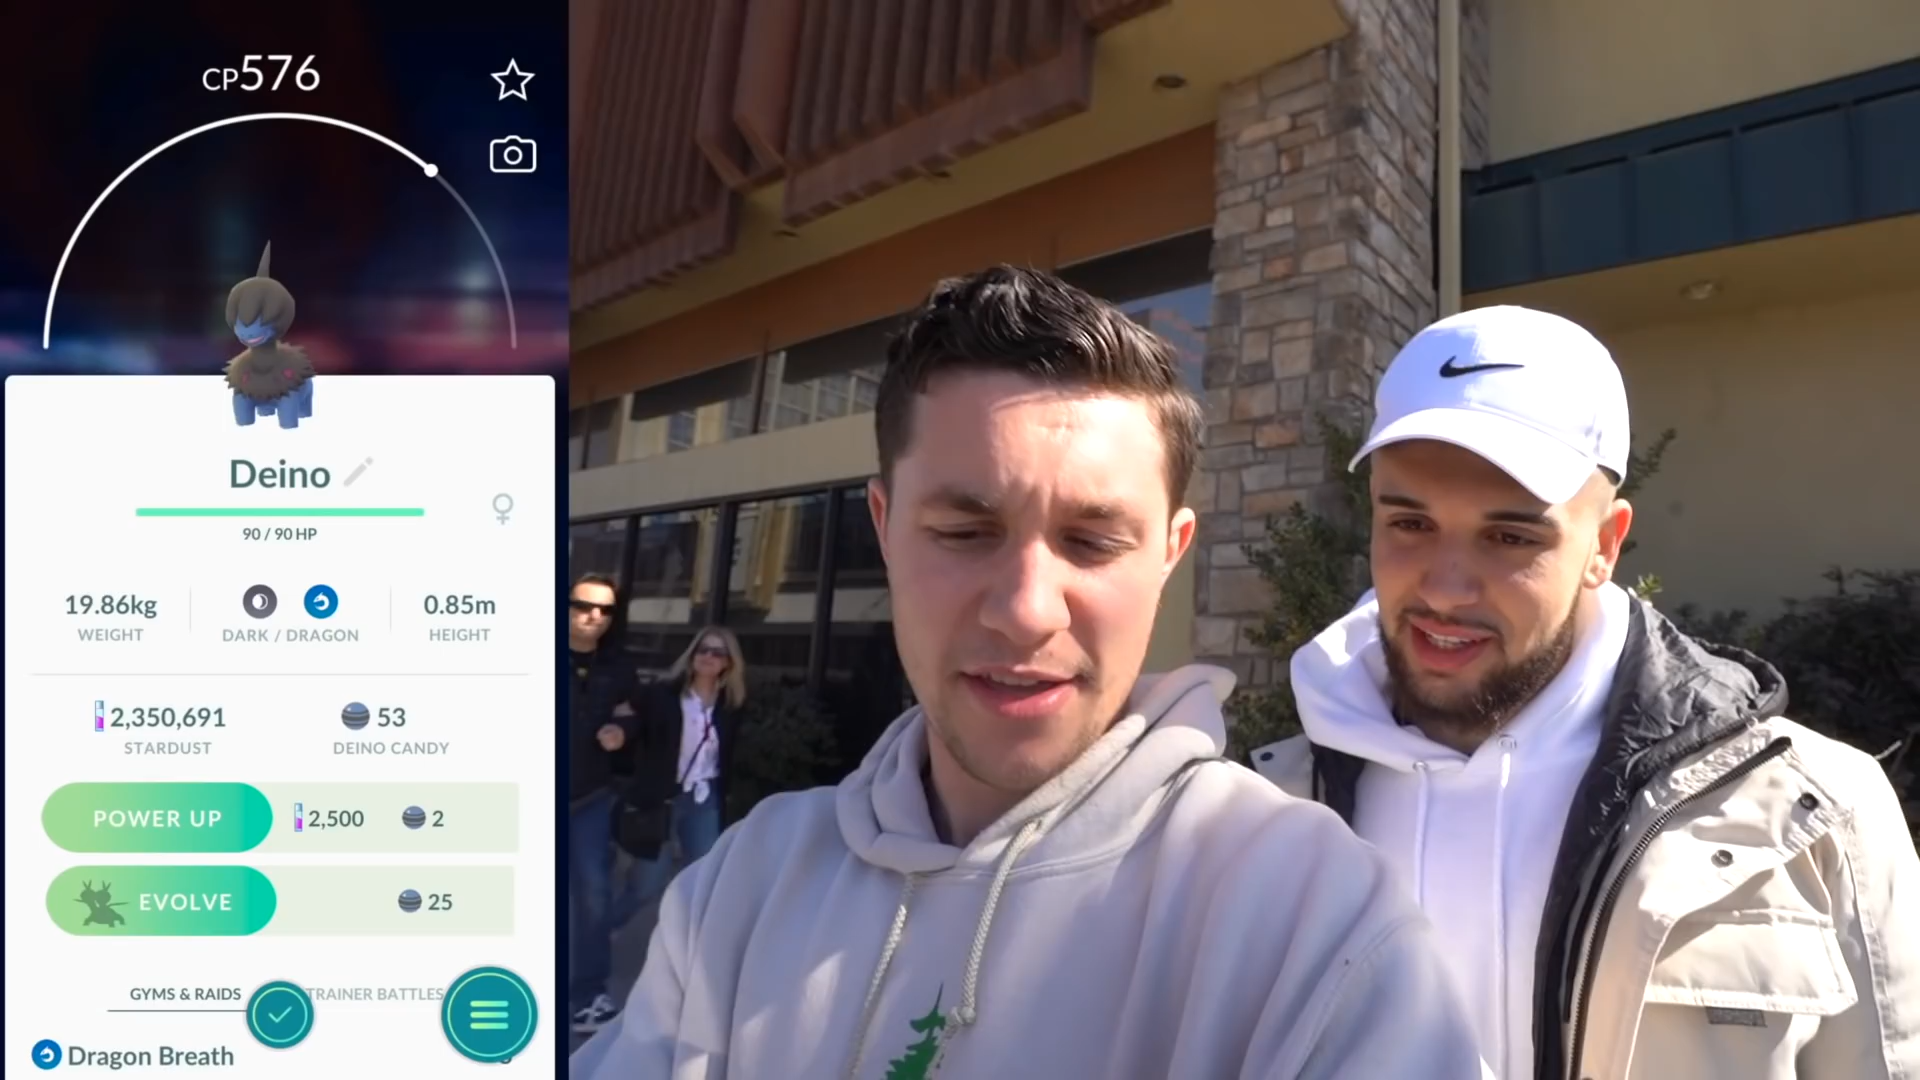 CP576
Deino
90 / 90 HP
19.86kg
WEIGHT
DARK / DRAGON
0.85m
HEIGHT
2,350,691
STARDUST
53
DEINO CANDY
POWER UP
2,500
2
EVOLVE
25
GYMS & RAIDS
TRAINER BATTLES
Dragon Breath